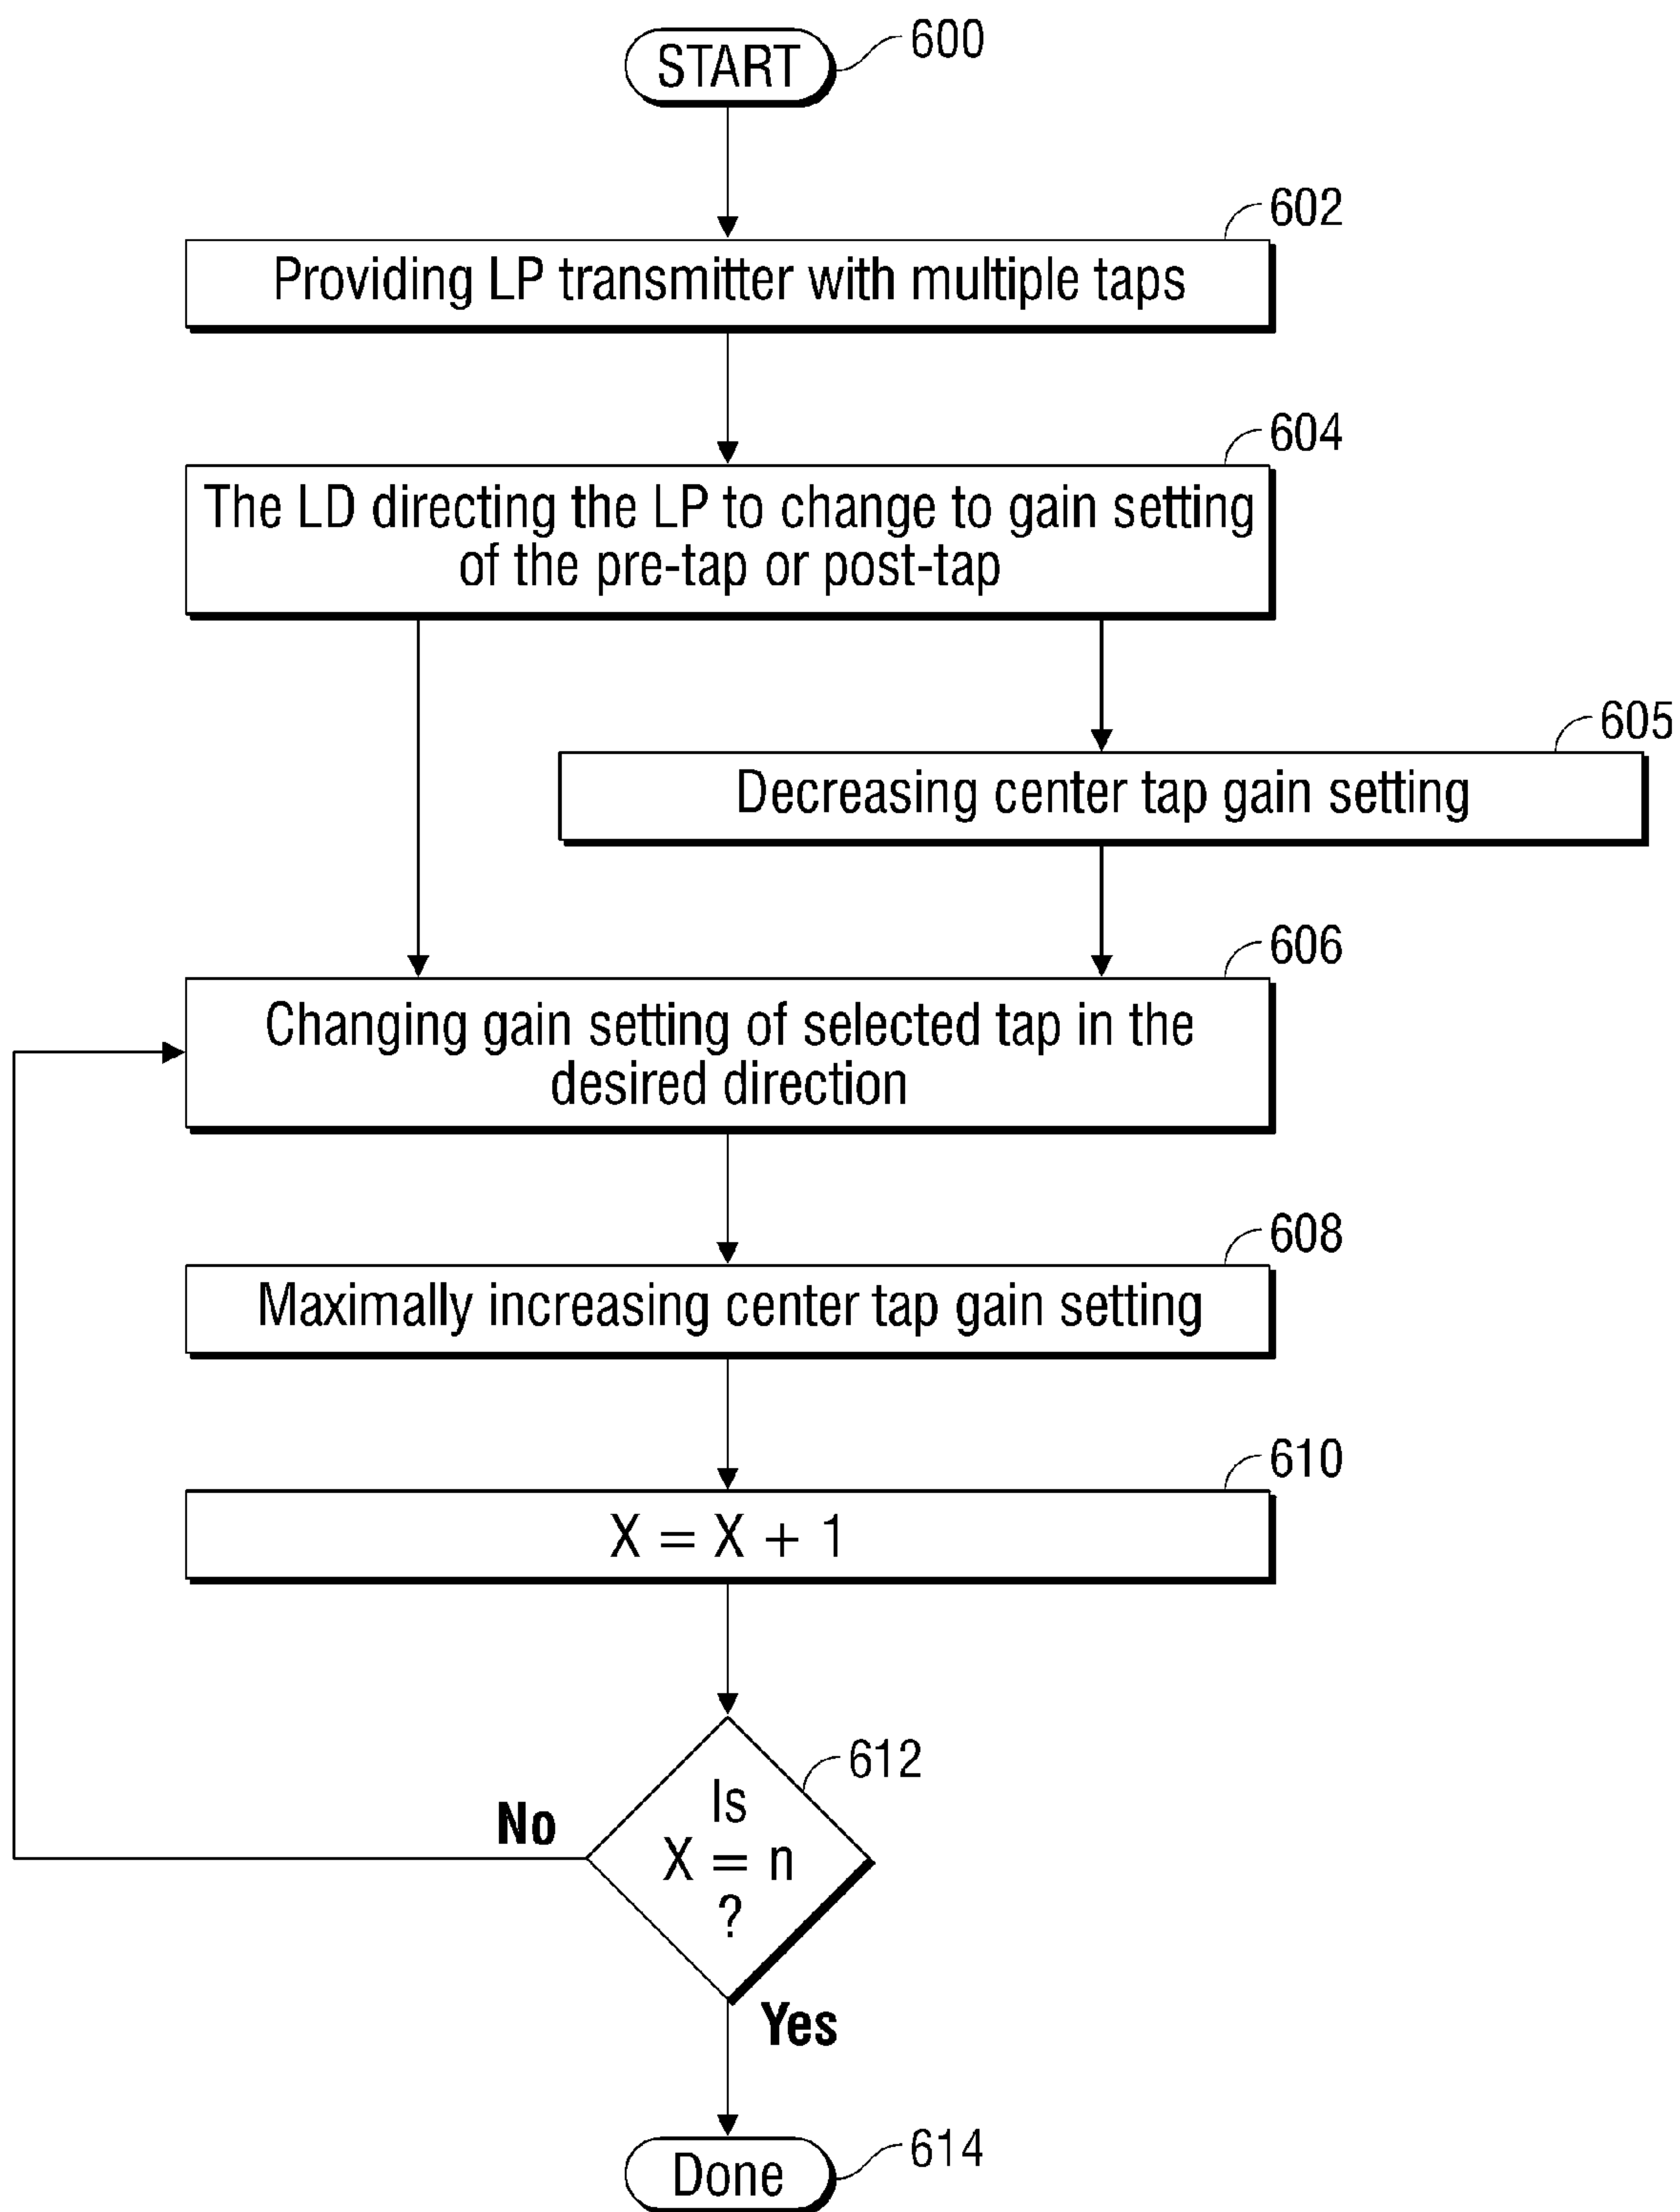 START
600
602
Providing LP transmitter with multiple taps
604
The LD directing the LP to change to gain setting
of the pre-tap or post-tap
605
Decreasing center tap gain setting
606
Changing gain setting of selected tap in the
desired direction
608
Maximally increasing center tap gain setting
610
X = X + 1
612
Is
X = n
?
No
Yes
Done
614